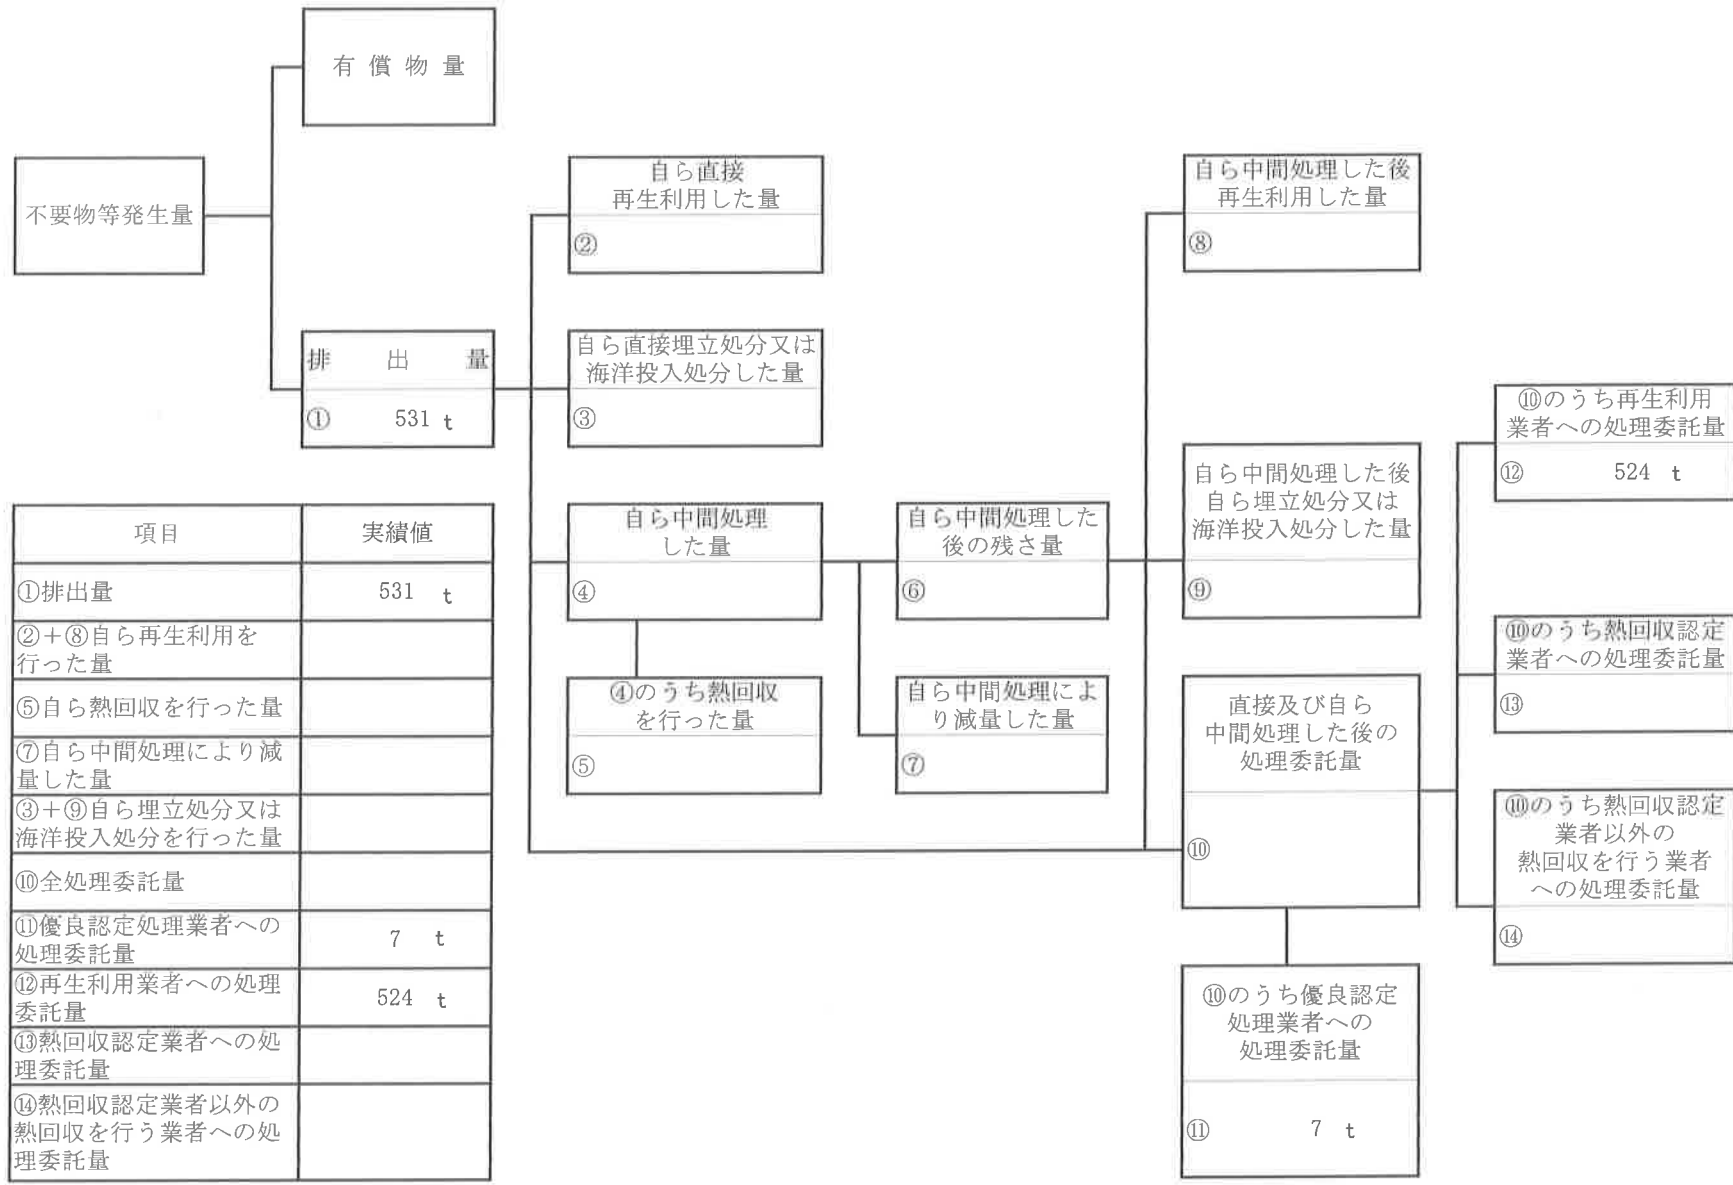 有償物量
不要物等発生量
排出量
① 531 t
自ら直接
再生利用した量
②
自ら直接埋立処分又は
海洋投入処分した量
③
自ら中間処理
した量
④
④のうち熱回収
を行った量
⑤
自ら中間処理した
後の残さ量
⑥
自ら中間処理によ
り減量した量
⑦
自ら中間処理した後
再生利用した量
⑧
自ら中間処理した後
自ら埋立処分又は
海洋投入処分した量
⑨
直接及び自ら
中間処理した後の
処理委託量
⑩
⑩のうち優良認定
処理業者への
処理委託量
⑪ 7 t
⑩のうち再生利用
業者への処理委託量
⑫ 524 t
⑩のうち熱回収認定
業者への処理委託量
⑬
⑩のうち熱回収認定
業者以外の
熱回収を行う業者
への処理委託量
⑭
項目 実績値
①排出量 531 t
②+⑧自ら再生利用を
行った量
⑤自ら熱回収を行った量
⑦自ら中間処理により減
量した量
③+⑨自ら埋立処分又は
海洋投入処分を行った量
⑩全処理委託量
⑪優良認定処理業者への
処理委託量 7 t
⑫再生利用業者への処理
委託量 524 t
⑬熱回収認定業者への処
理委託量
⑭熱回収認定業者以外の
熱回収を行う業者への処
理委託量